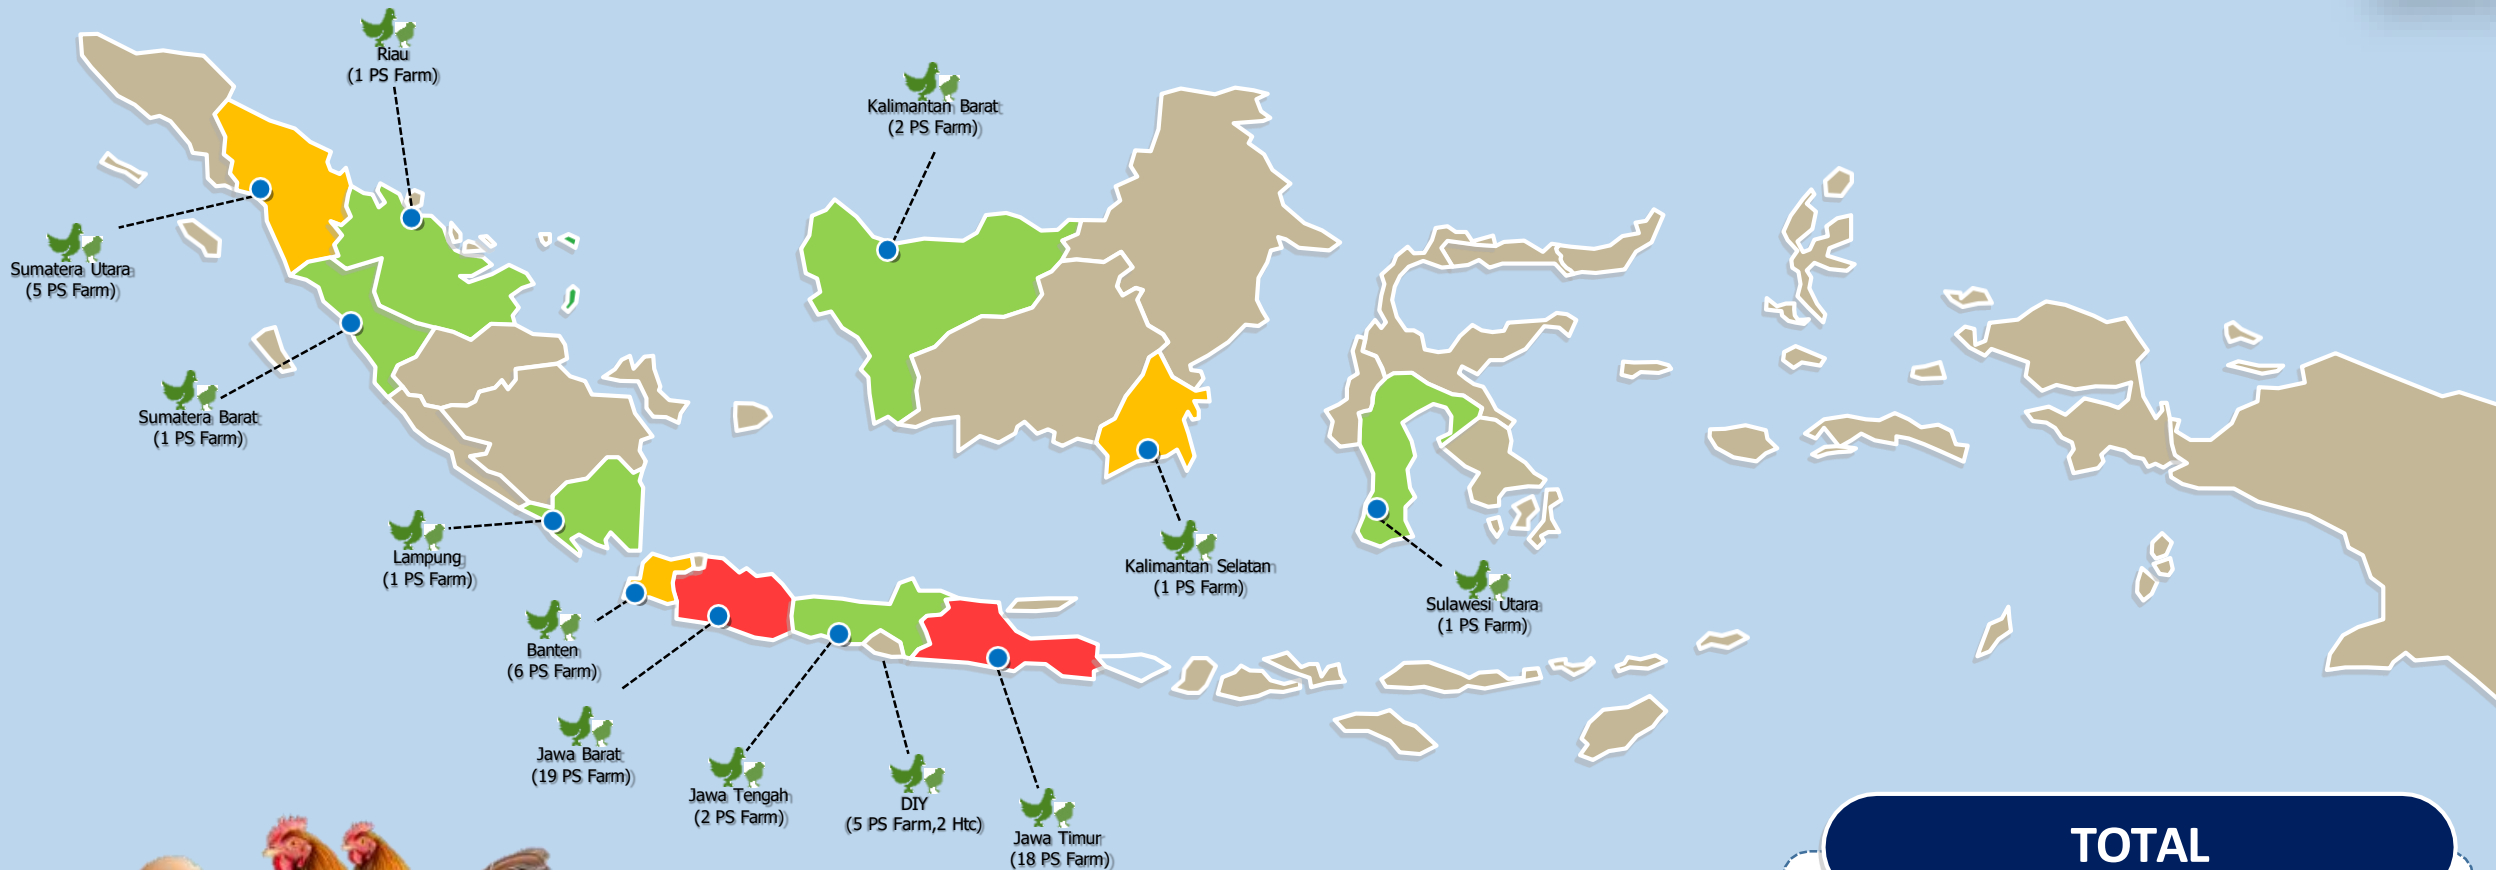 Riau
(1 PS Farm)
Kalimantan Barat
(2 PS Farm)
Sumatera Utara
(5 PS Farm)
Sumatera Barat
(1 PS Farm)
Lampung
(1 PS Farm)
Kalimantan Selatan
(1 PS Farm)
Sulawesi Utara
(1 PS Farm)
Banten
(6 PS Farm)
Jawa Barat
(19 PS Farm)
Jawa Tengah
(2 PS Farm)
DIY
(5 PS Farm,2 Htc)
Jawa Timur
(18 PS Farm)
TOTAL